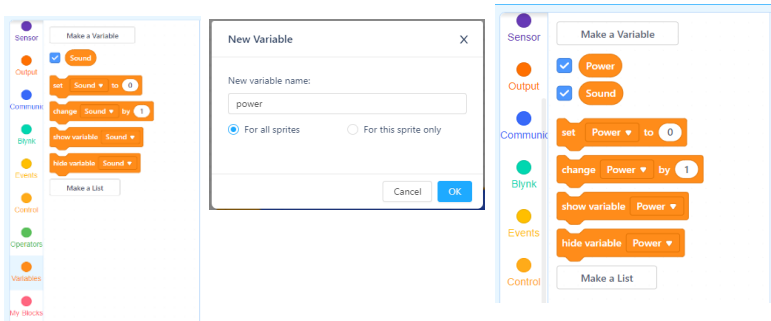 Sensor
Output
Communic
Blynk
Events
Control
Operators
Variables
My Blocks
Make a Variable
Sound
set Sound to 0
change Sound by 1
show variable Sound
hide variable Sound
Make a List
New Variable
X
New variable name:
power
For all sprites
For this sprite only
Cancel
OK
Sensor
Output
Communic
Blynk
Events
Control
Make a Variable
Power
Sound
set Power to 0
change Power by 1
show variable Power
hide variable Power
Make a List